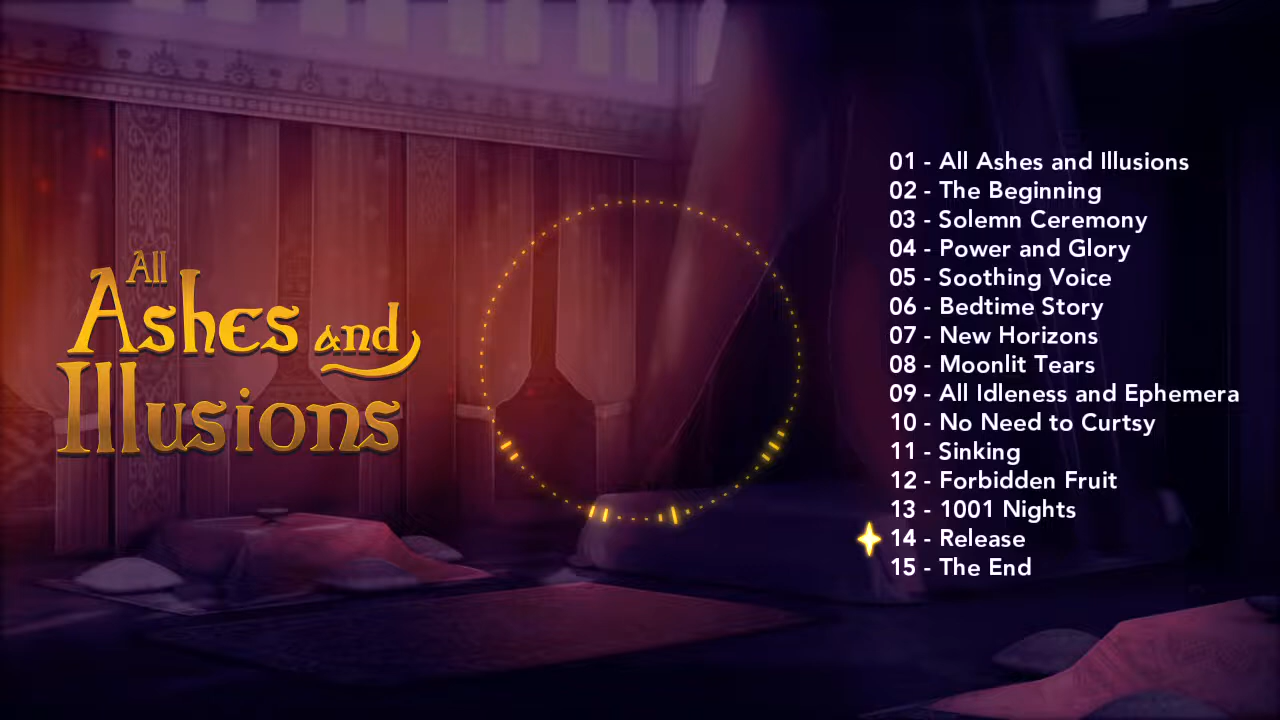 All
Ashes and
Illusions
01 - All Ashes and Illusions
02 - The Beginning
03 - Solemn Ceremony
04 - Power and Glory
05 - Soothing Voice
06 - Bedtime Story
07 - New Horizons
08 - Moonlit Tears
09 - All Idleness and Ephemera
10 - No Need to Curtsy
11 - Sinking
12 - Forbidden Fruit
13 - 1001 Nights
14 - Release
15 - The End